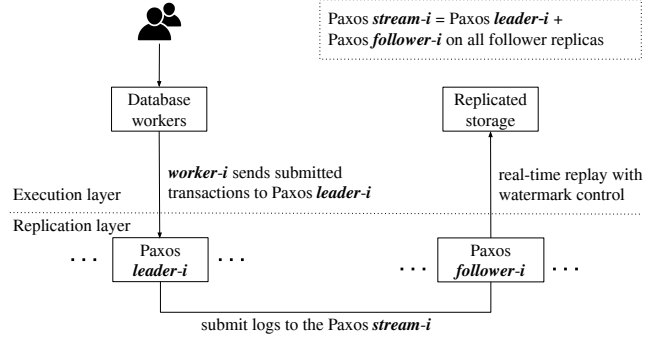 Paxos stream-i = Paxos leader-i +
Paxos follower-i on all follower replicas
Database
workers
Replicated
storage
worker-i sends submitted
transactions to Paxos leader-i
real-time replay with
watermark control
Execution layer
Replication layer
. . .
Paxos
leader-i
. . .
. . .
Paxos
follower-i
. . .
submit logs to the Paxos stream-i